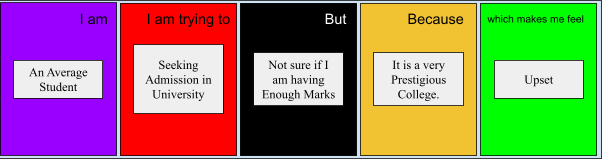 I am
An Average
Student
I am trying to
Seeking
Admission in
University
But
Not sure if I
am having
Enough Marks
Because
It is a very
Prestigious
College.
which makes me feel
Upset